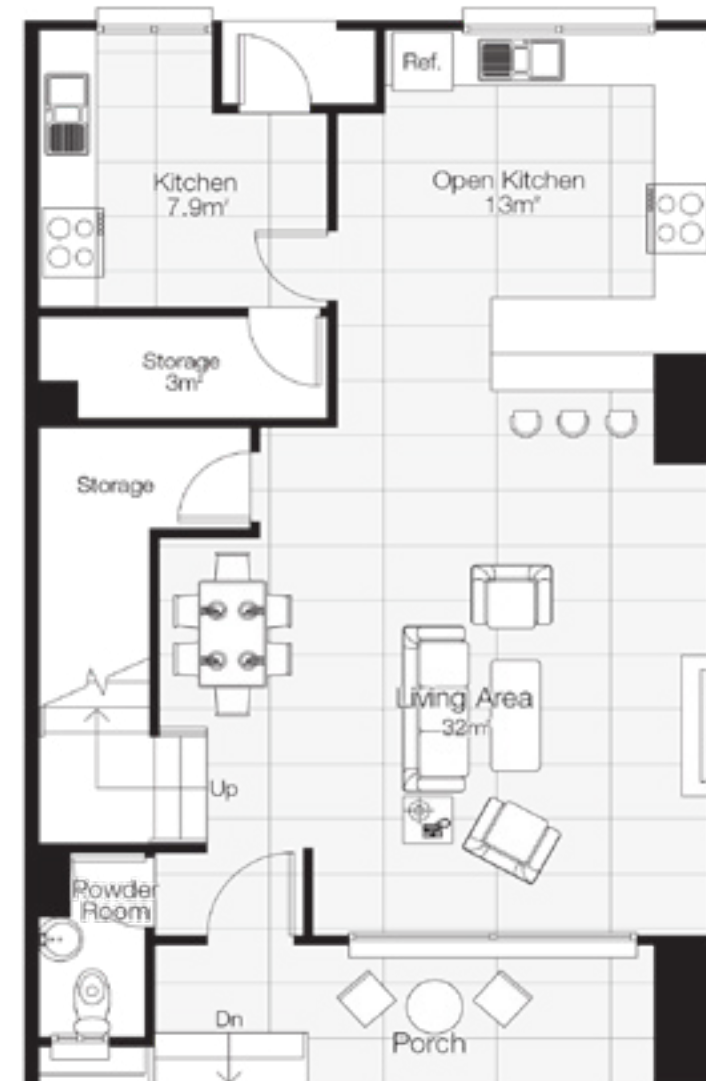 Ref.
Kitchen
7.9m²
Open Kitchen
13m²
Storage
3m²
Storage
Living Area
32m²
Up
Powder
Room
Dn
Porch